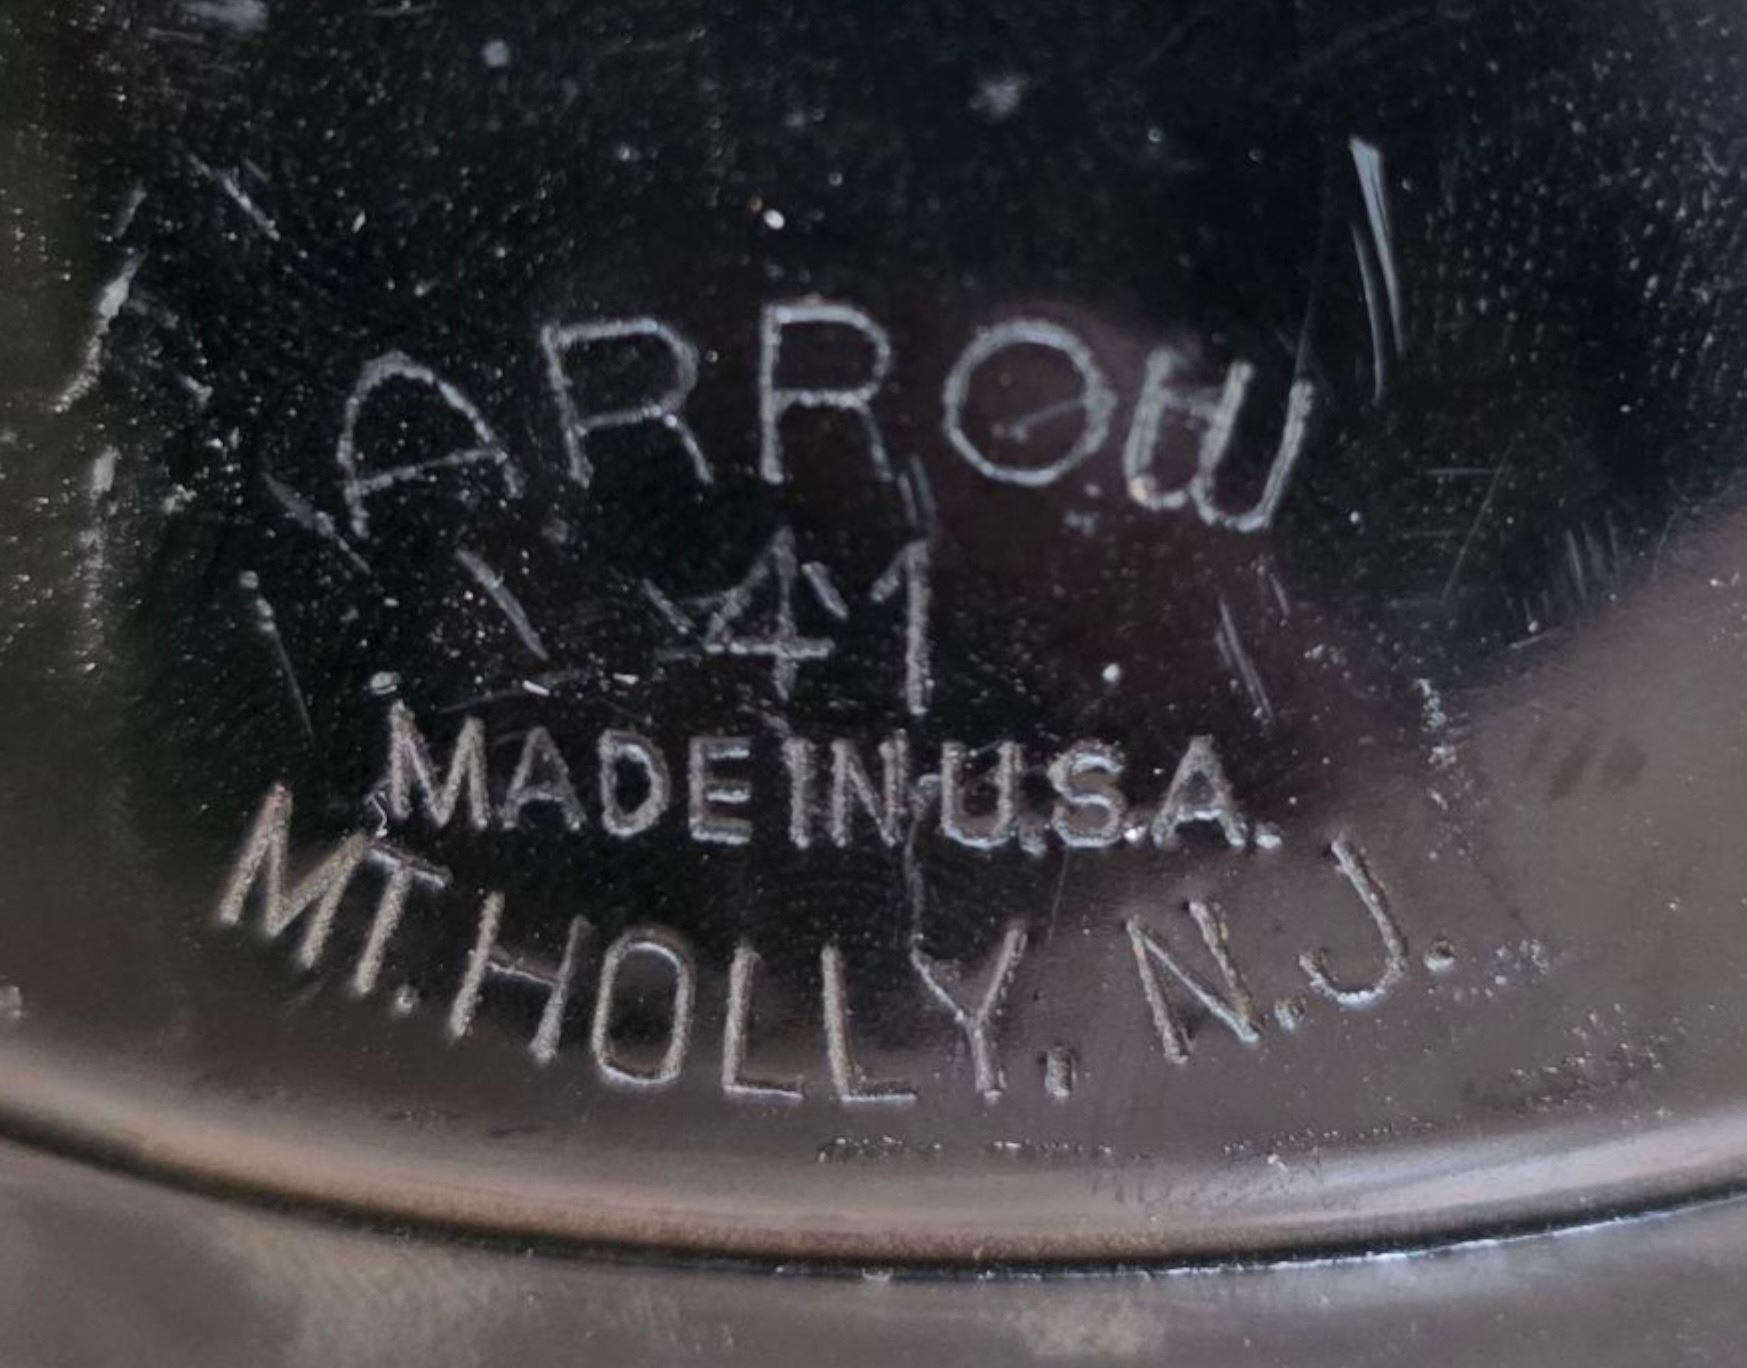 ARROW
41
MADE IN U.S.A.
MT. HOLLY, N.J.